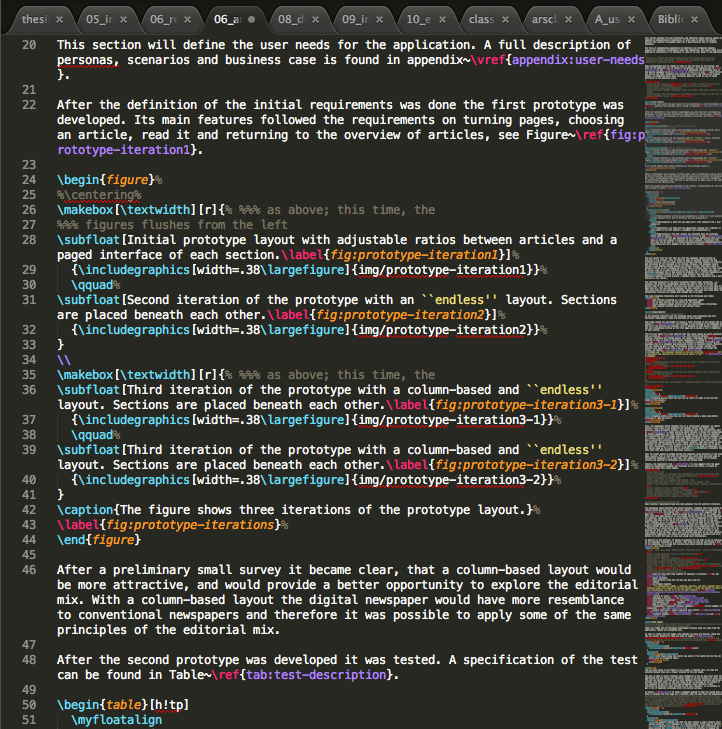 thesi × 05_ir × 06_re × 06_a 08_d × 09_ir × 10_e × class × arscl × A_us × Biblic ×
20 This section will define the user needs for the application. A full description of
personas, scenarios and business case is found in appendix~\vref{appendix:user-needs
}.
21
22 After the definition of the initial requirements was done the first prototype was
developed. Its main features followed the requirements on turning pages, choosing
an article, read it and returning to the overview of articles, see Figure~\ref{fig:p
rototype-iteration1}.
23
24 \begin{figure}%
25 %\centering%
26 \makebox[\textwidth][r]{% %%% as above; this time, the
27 %%% figures flushes from the left
28 \subfloat[Initial prototype layout with adjustable ratios between articles and a
paged interface of each section.\label{fig:prototype-iteration1}]%
29 {\includegraphics[width=.38\largefigure]{img/prototype-iteration1}}%
30 \qquad%
31 \subfloat[Second iteration of the prototype with an ``endless'' layout. Sections
are placed beneath each other.\label{fig:prototype-iteration2}]%
32 {\includegraphics[width=.38\largefigure]{img/prototype-iteration2}}%
33 }
34 \\
35 \makebox[\textwidth][r]{% %%% as above; this time, the
36 \subfloat[Third iteration of the prototype with a column-based and ``endless''
layout. Sections are placed beneath each other.\label{fig:prototype-iteration3-1}]%
37 {\includegraphics[width=.38\largefigure]{img/prototype-iteration3-1}}%
38 \qquad%
39 \subfloat[Third iteration of the prototype with a column-based and ``endless''
layout. Sections are placed beneath each other.\label{fig:prototype-iteration3-2}]%
40 {\includegraphics[width=.38\largefigure]{img/prototype-iteration3-2}}%
41 }
42 \caption{The figure shows three iterations of the prototype layout.}%
43 \label{fig:prototype-iterations}%
44 \end{figure}
45
46 After a preliminary small survey it became clear, that a column-based layout would
be more attractive, and would provide a better opportunity to explore the editorial
mix. With a column-based layout the digital newspaper would have more resemblance
to conventional newspapers and therefore it was possible to apply some of the same
principles of the editorial mix.
47
48 After the second prototype was developed it was tested. A specification of the test
can be found in Table~\ref{tab:test-description}.
49
50 \begin{table}[h!tp]
51 \myfloatalign